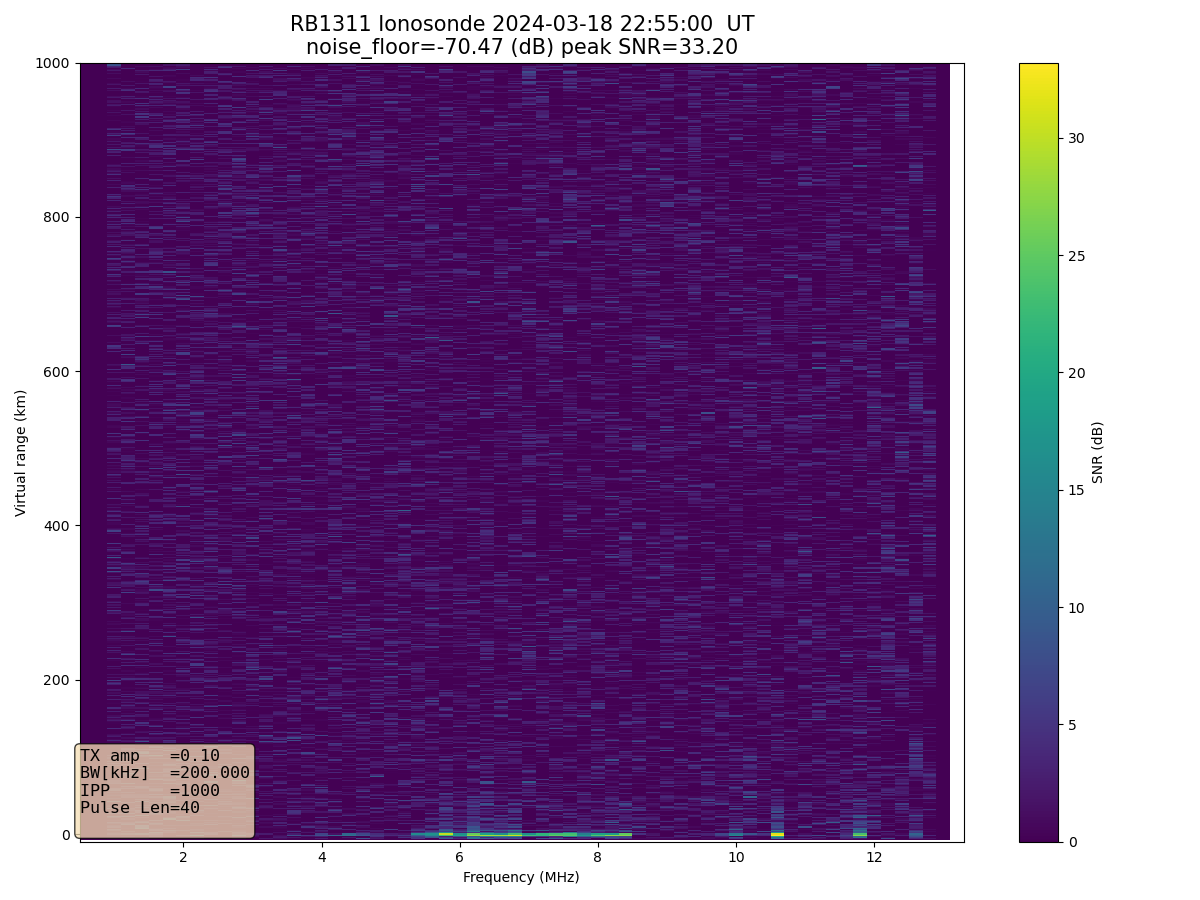 RB1311 Ionosonde 2024-03-18 22:55:00  UT
noise_floor=-70.47 (dB) peak SNR=33.20
1000
800
600
400
200
0
Virtual range (km)
TX amp   =0.10
BW[kHz]  =200.000
IPP      =1000
Pulse Len=40
2
4
6
8
10
12
Frequency (MHz)
30
25
20
15
10
5
0
SNR (dB)